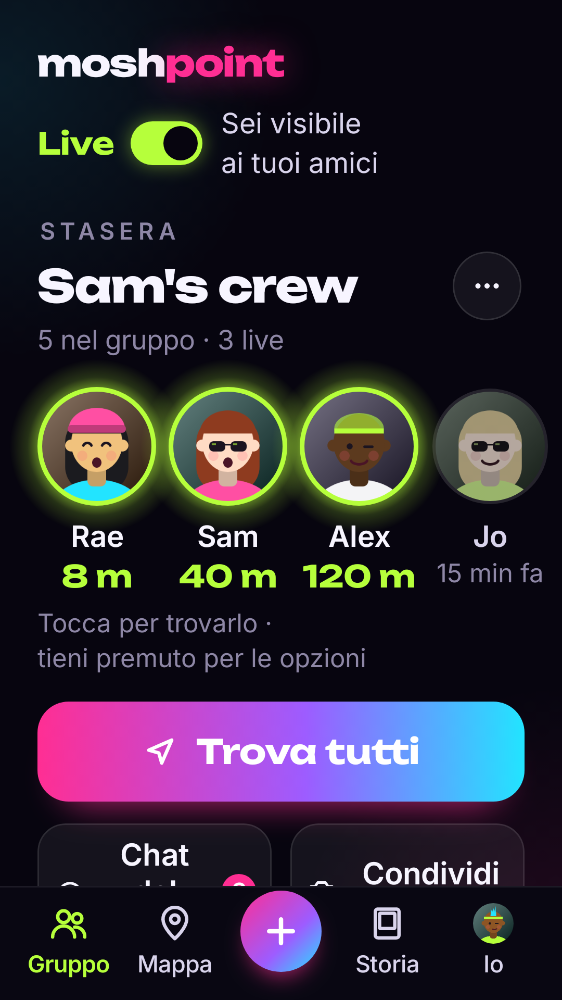 moshpoint
Live
Sei visibile
ai tuoi amici
STASERA
Sam's crew
5 nel gruppo · 3 live
Rae
Sam
Alex
Jo
8 m
40 m
120 m
15 min fa
Tocca per trovarlo ·
tieni premuto per le opzioni
Trova tutti
Chat
Condividi
Gruppo
Mappa
Storia
Io